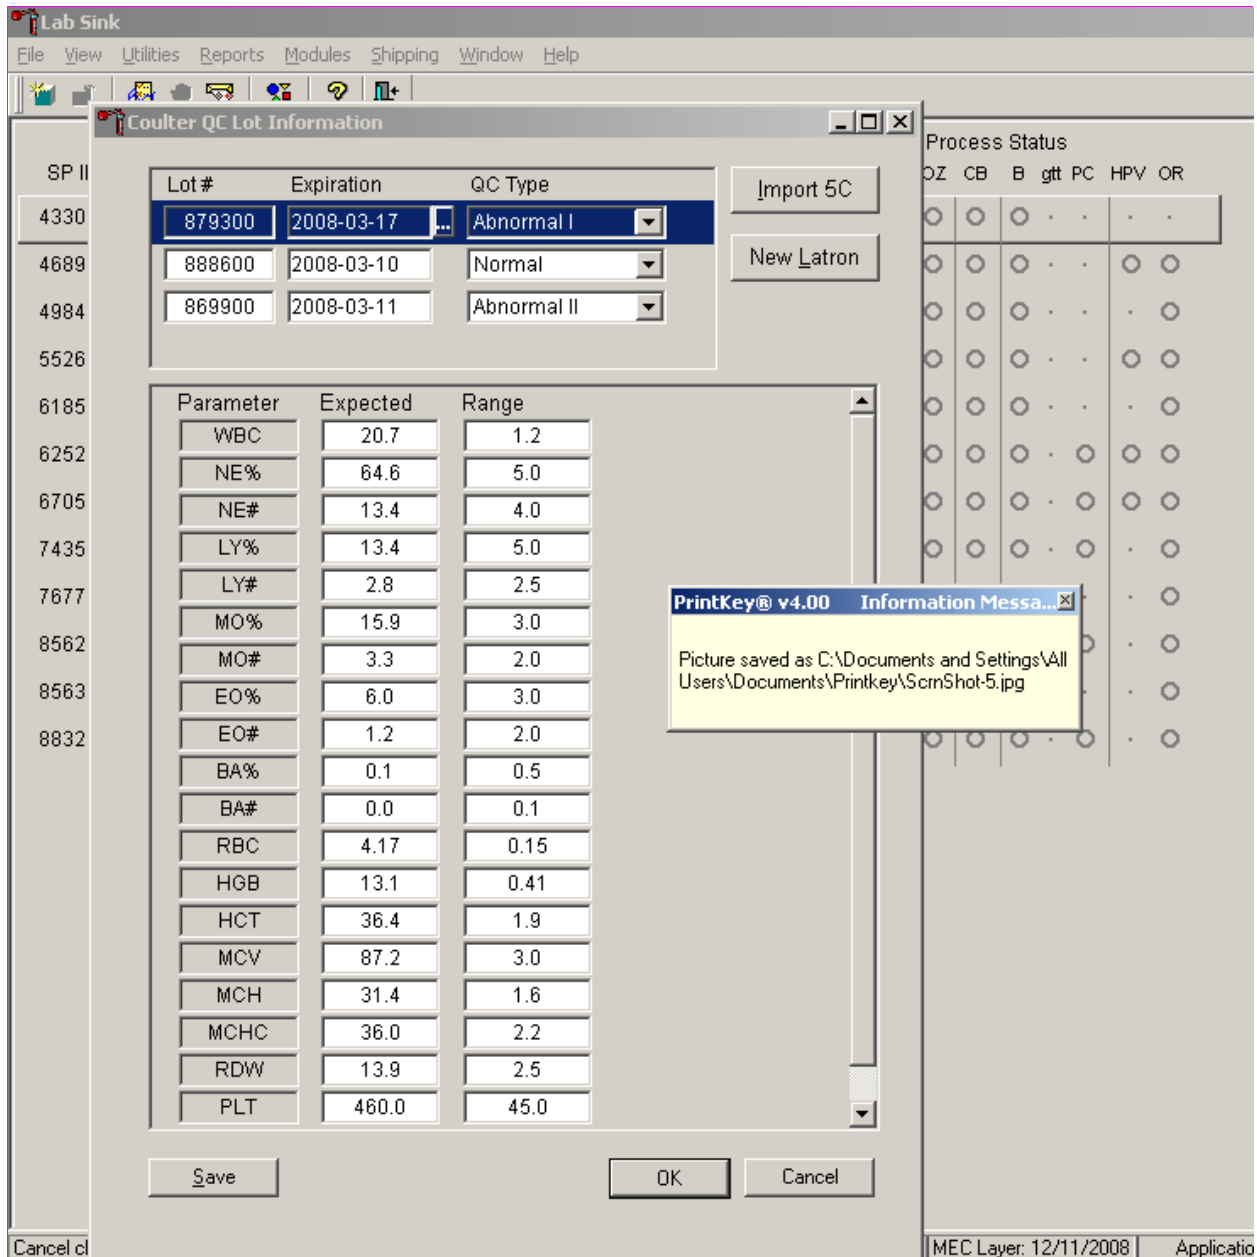 Lab Sink
File View Utilities Reports Modules Shipping Window Help
Coulter QC Lot Information
Process Status
SP II
OZ CB B gtt PC HPV OR
Lot # Expiration QC Type
Import 5C
879300 2008-03-17 ... Abnormal I
888600 2008-03-10 Normal
New Latron
869900 2008-03-11 Abnormal II
4330
4689
4984
5526
6185
6252
6705
7435
7677
8562
8563
8832
Parameter Expected Range
WBC 20.7 1.2
NE% 64.6 5.0
NE# 13.4 4.0
LY% 13.4 5.0
LY# 2.8 2.5
MO% 15.9 3.0
MO# 3.3 2.0
EO% 6.0 3.0
EO# 1.2 2.0
BA% 0.1 0.5
BA# 0.0 0.1
RBC 4.17 0.15
HGB 13.1 0.41
HCT 36.4 1.9
MCV 87.2 3.0
MCH 31.4 1.6
MCHC 36.0 2.2
RDW 13.9 2.5
PLT 460.0 45.0
PrintKey® v4.00 Information Messa...
Picture saved as C:\Documents and Settings\All
Users\Documents\Printkey\ScrnShot-5.jpg
Save OK Cancel
Cancel cl MEC Layer: 12/11/2008 Applicatio